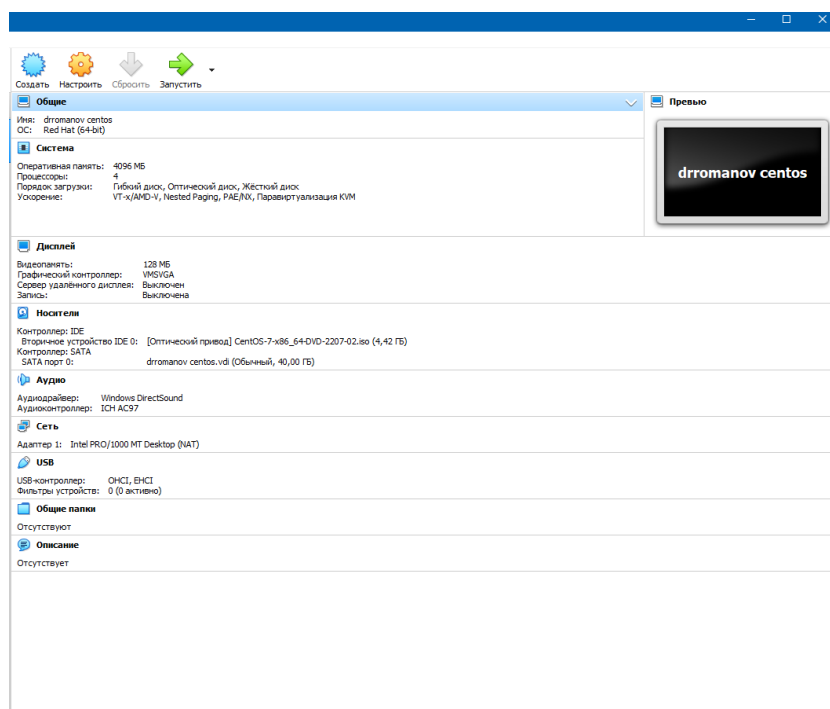 Создать Настроить Сбросить Запустить
Общие
Имя: drromanov centos
ОС: Red Hat (64-bit)
Превью
drromanov centos
Система
Оперативная память: 4096 МБ
Процессоры: 4
Порядок загрузки: Гибкий диск, Оптический диск, Жёсткий диск
Ускорение: VT-x/AMD-V, Nested Paging, PAE/NX, Паравиртуализация KVM
Дисплей
Видеопамять: 128 МБ
Графический контроллер: VMSVGA
Сервер удалённого дисплея: Выключен
Запись: Выключена
Носители
Контроллер: IDE
Вторичное устройство IDE 0: [Оптический привод] CentOS-7-x86_64-DVD-2207-02.iso (4,42 ГБ)
Контроллер: SATA
SATA порт 0: drromanov centos.vdi (Обычный, 40,00 ГБ)
Аудио
Аудиодрайвер: Windows DirectSound
Аудиоконтроллер: ICH AC97
Сеть
Адаптер 1: Intel PRO/1000 MT Desktop (NAT)
USB
USB-контроллер: OHCI, EHCI
Фильтры устройств: 0 (0 активно)
Общие папки
Отсутствуют
Описание
Отсутствует